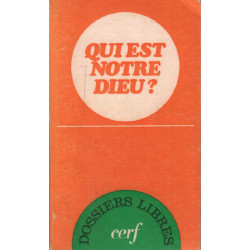 QUI EST
NOTRE
DIEU?
DOSSIERS LIBRES
cerf